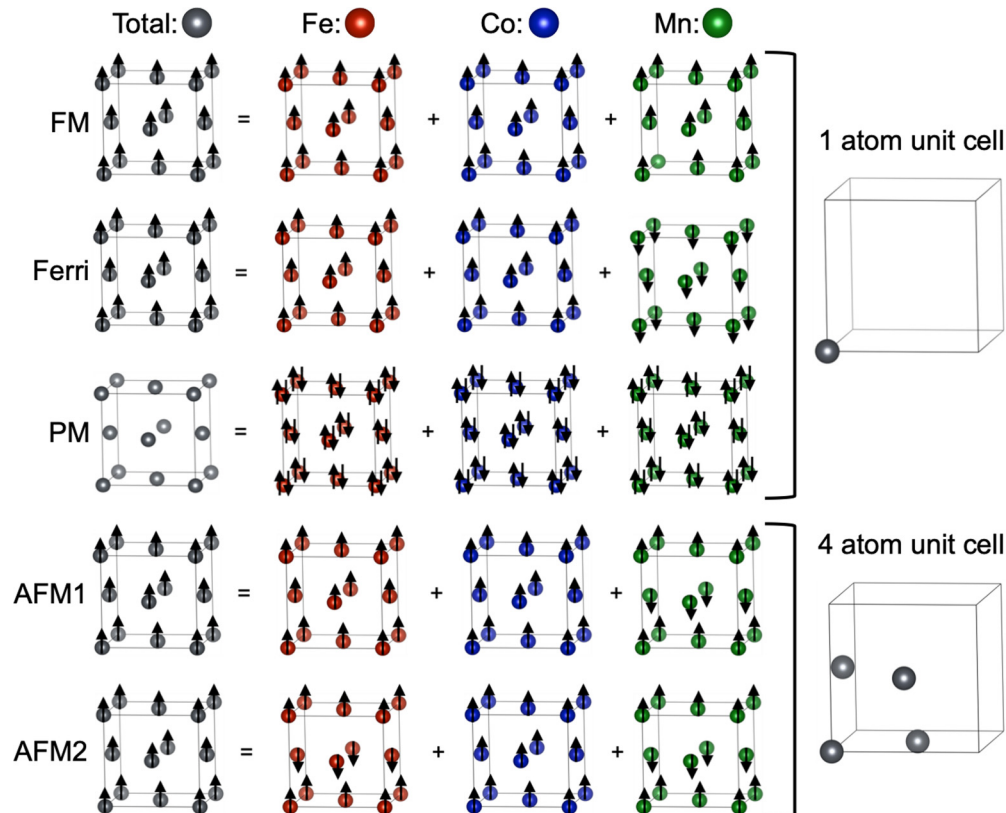 Total: Fe: Co: Mn:
FM = + +
1 atom unit cell
Ferri = + +
PM = + +
4 atom unit cell
AFM1 = + +
AFM2 = + +